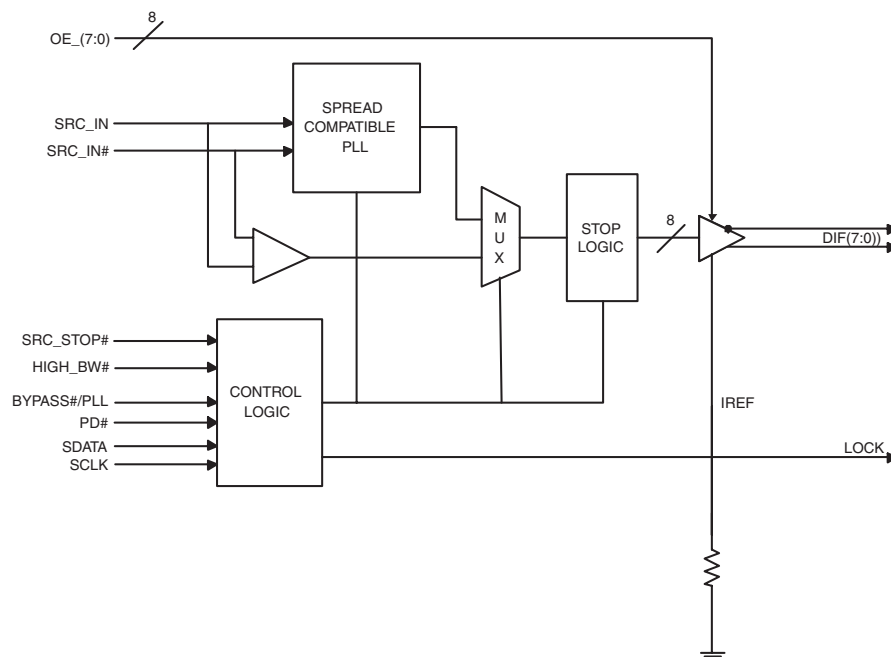 8
OE_(7:0)
SPREAD
COMPATIBLE
PLL
SRC_IN
SRC_IN#
M
U
X
STOP
LOGIC
8
DIF(7:0))
SRC_STOP#
HIGH_BW#
BYPASS#/PLL
PD#
SDATA
SCLK
CONTROL
LOGIC
IREF
LOCK